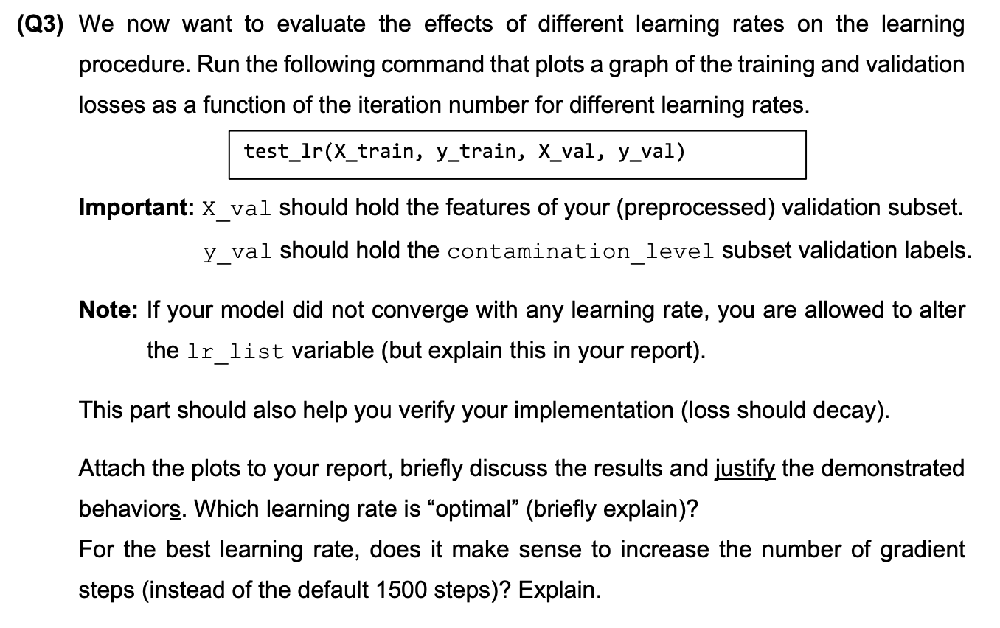 (Q3) We now want to evaluate the effects of different learning rates on the learning
procedure. Run the following command that plots a graph of the training and validation
losses as a function of the iteration number for different learning rates.
test_lr(X_train, y_train, X_val, y_val)
Important: X_val should hold the features of your (preprocessed) validation subset.
y_val should hold the contamination_level subset validation labels.
Note: If your model did not converge with any learning rate, you are allowed to alter
the lr_list variable (but explain this in your report).
This part should also help you verify your implementation (loss should decay).
Attach the plots to your report, briefly discuss the results and justify the demonstrated
behaviors. Which learning rate is “optimal” (briefly explain)?
For the best learning rate, does it make sense to increase the number of gradient
steps (instead of the default 1500 steps)? Explain.